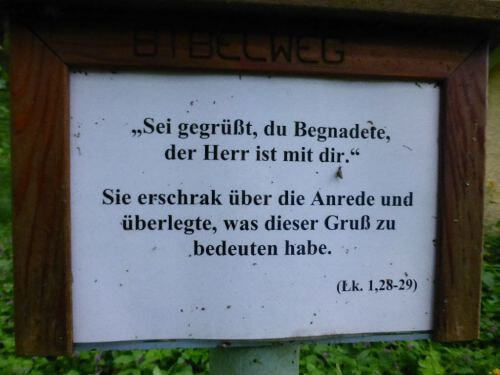 BIBELWEG
„Sei gegrüßt, du Begnadete,
der Herr ist mit dir.“
Sie erschrak über die Anrede und
überlegte, was dieser Gruß zu
bedeuten habe.
(Lk. 1,28-29)